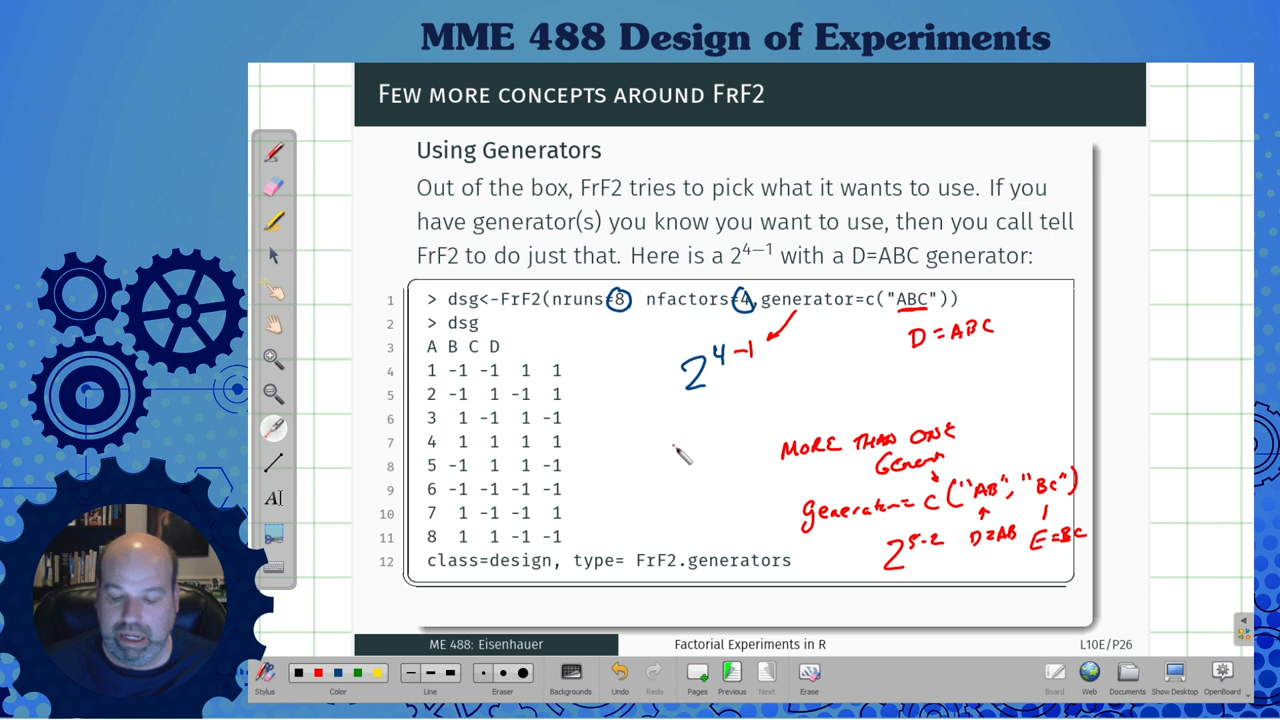 MME 488 Design of Experiments
Few more concepts around FrF2
Using Generators
Out of the box, FrF2 tries to pick what it wants to use. If you
have generator(s) you know you want to use, then you call tell
FrF2 to do just that. Here is a 2^4−1 with a D=ABC generator:
1 > dsg<-FrF2(nruns=8 nfactors=4,generator=c("ABC"))
2 > dsg
3 A B C D
4 1 -1 -1 1 1
5 2 -1 1 -1 1
6 3 1 -1 1 -1
7 4 1 1 1 1
8 5 -1 1 1 -1
9 6 -1 -1 -1 -1
10 7 1 -1 -1 1
11 8 1 1 -1 -1
12 class=design, type= FrF2.generators
D=ABC
2^4-1
MORE THAN ONE
Generator= C("AB", "BC")
D=AB E=BC
2^5-2
ME 488: Eisenhauer Factorial Experiments in R L10E/P26
AI
Stylus Color Line Eraser Backgrounds Undo Redo Pages Previous Next Erase Board Web Documents Show Desktop OpenBoard